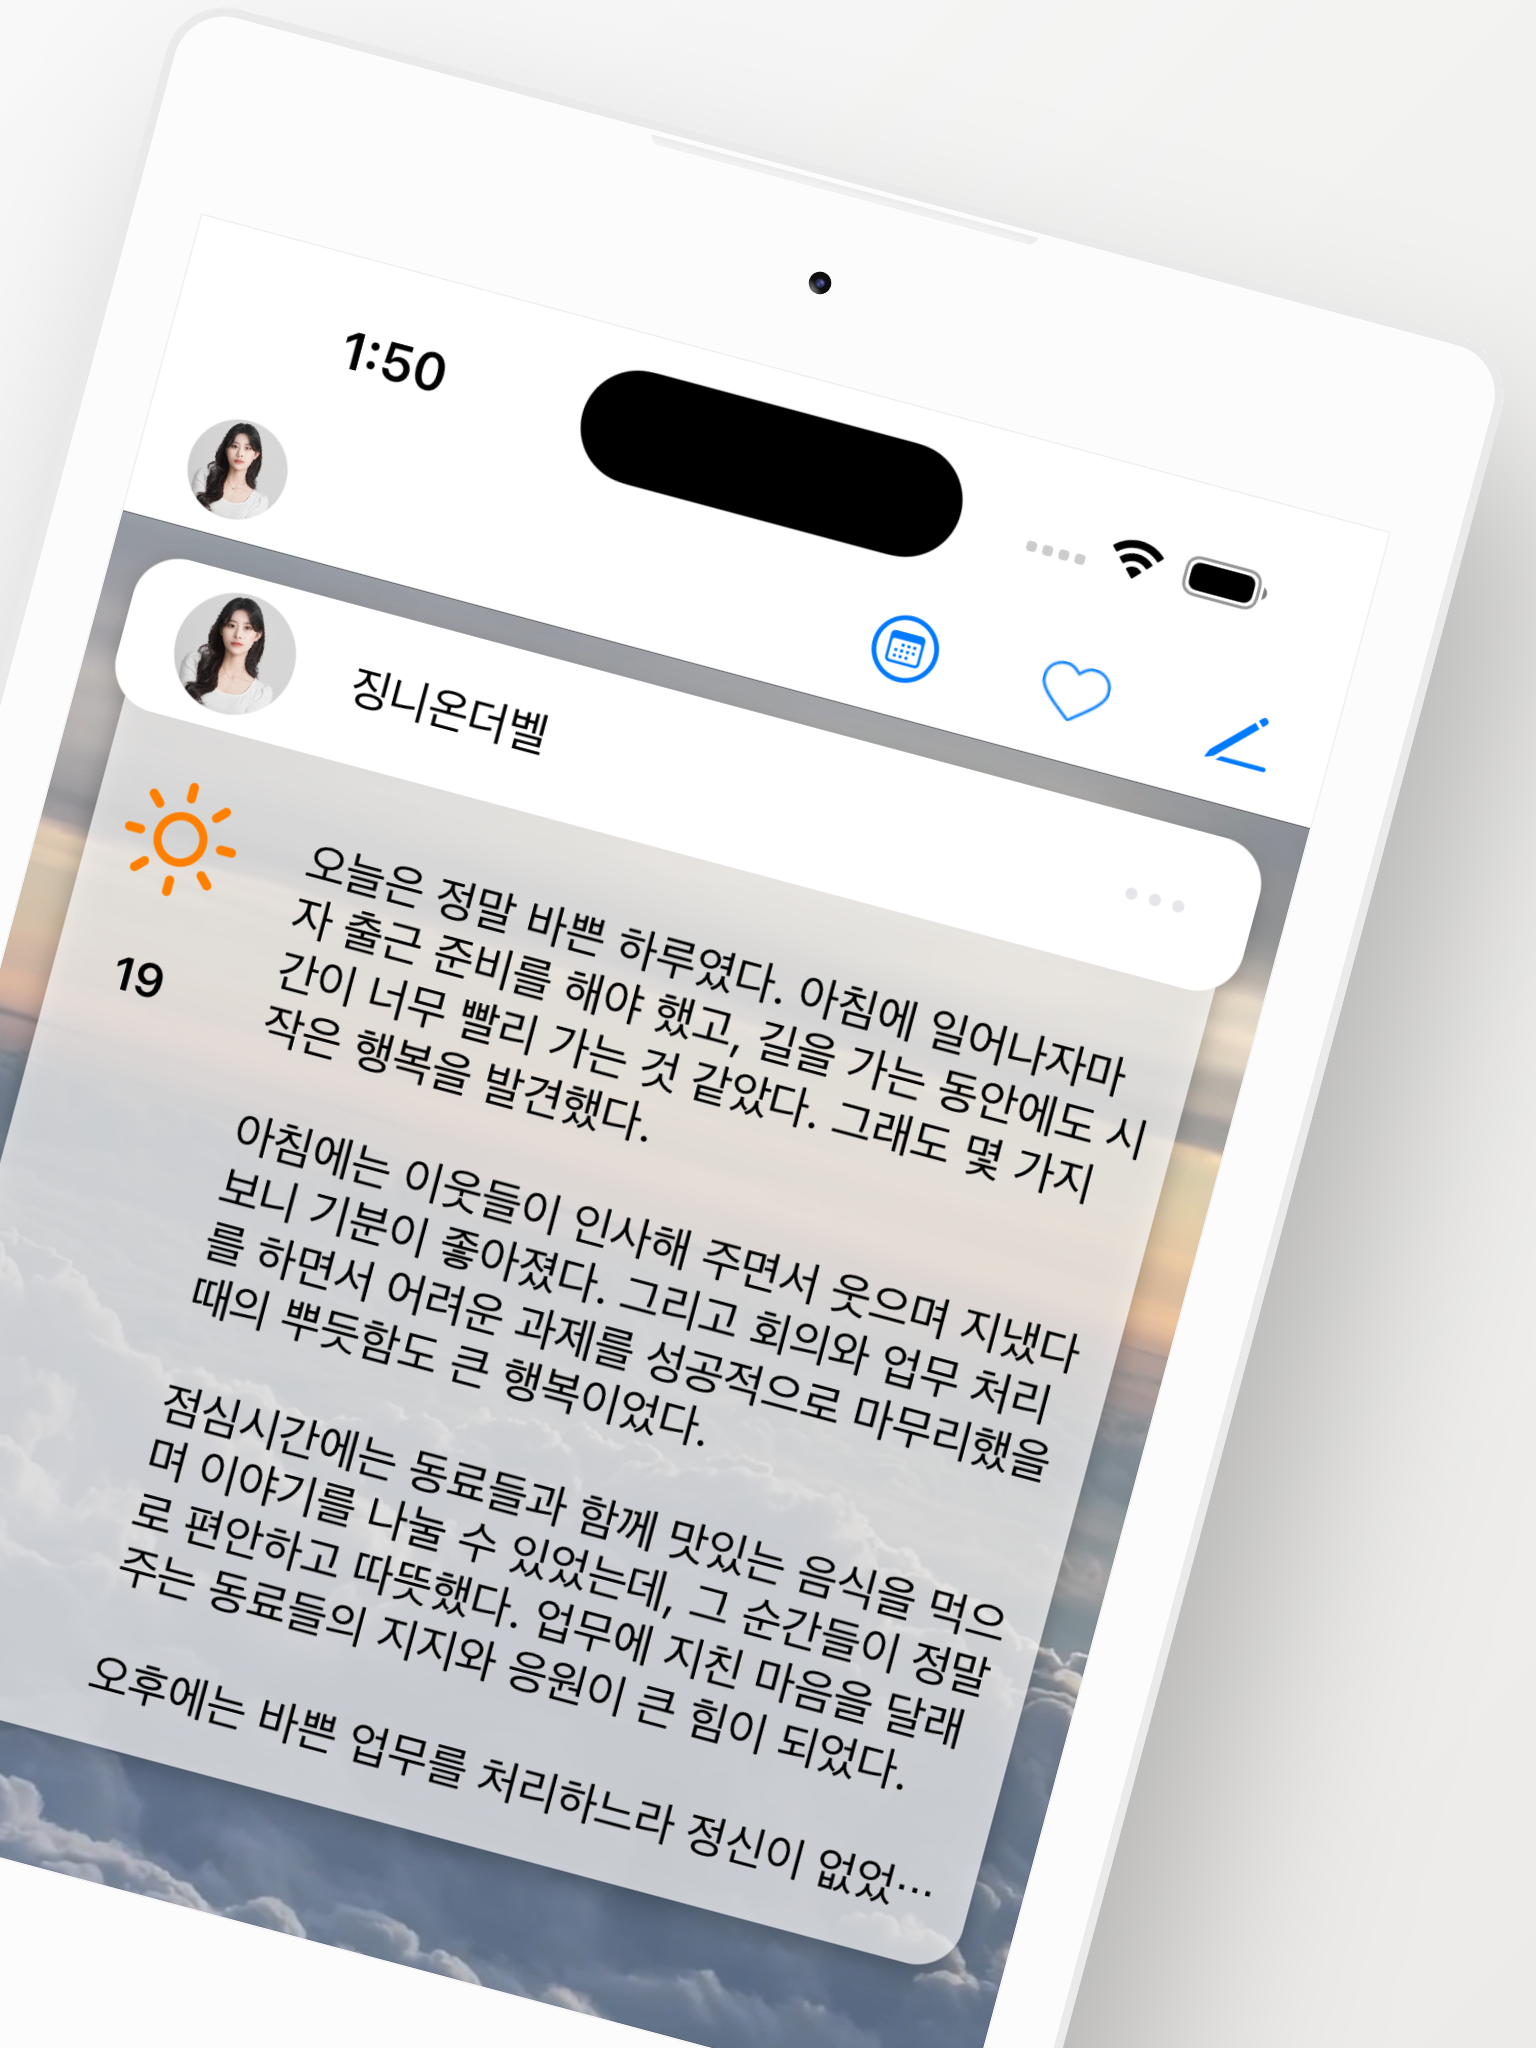 1:50
징니온더벨
19
오늘은 정말 바쁜 하루였다. 아침에 일어나자마
자 출근 준비를 해야 했고, 길을 가는 동안에도 시
간이 너무 빨리 가는 것 같았다. 그래도 몇 가지
작은 행복을 발견했다.
아침에는 이웃들이 인사해 주면서 웃으며 지냈다
보니 기분이 좋아졌다. 그리고 회의와 업무 처리
를 하면서 어려운 과제를 성공적으로 마무리했을
때의 뿌듯함도 큰 행복이었다.
점심시간에는 동료들과 함께 맛있는 음식을 먹으
며 이야기를 나눌 수 있었는데, 그 순간들이 정말
로 편안하고 따뜻했다. 업무에 지친 마음을 달래
주는 동료들의 지지와 응원이 큰 힘이 되었다.
오후에는 바쁜 업무를 처리하느라 정신이 없었…